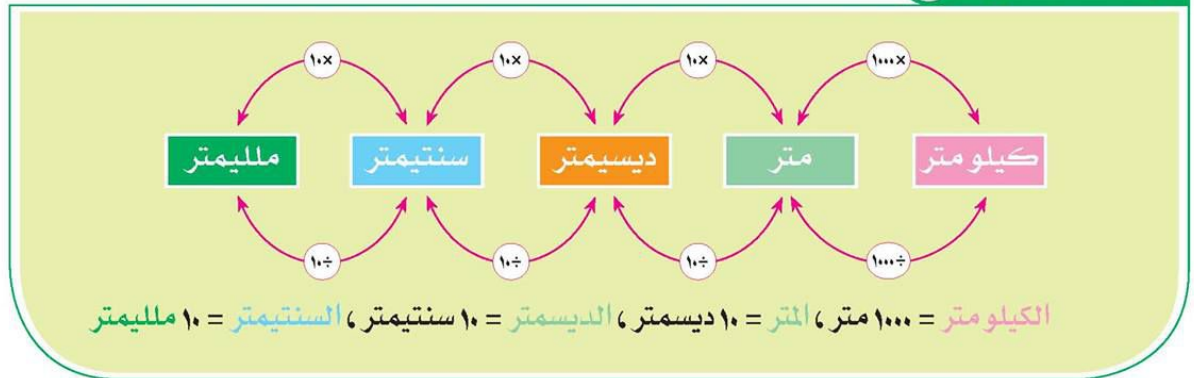 ١٠٠٠× ١٠× ١٠× ١٠×
كيلو متر متر ديسيمتر سنتيمتر ملليمتر
١٠٠٠÷ ١٠÷ ١٠÷ ١٠÷
الكيلو متر = ١٠٠٠ متر ، المتر = ١٠ ديسمتر ، الديسمتر = ١٠ سنتيمتر ، السنتيمتر = ١٠ ملليمتر